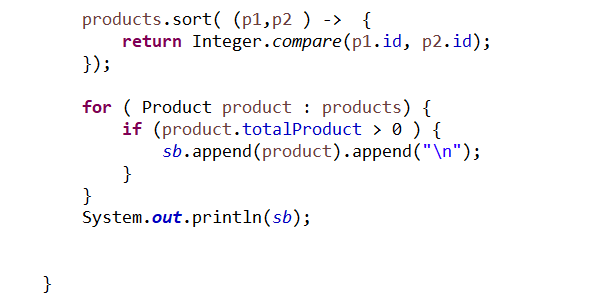 products.sort( (p1,p2 ) ->  {
return Integer.compare(p1.id, p2.id);
});
for ( Product product : products) {
if (product.totalProduct > 0 ) {
sb.append(product).append("\n");
}
}
System.out.println(sb);
}